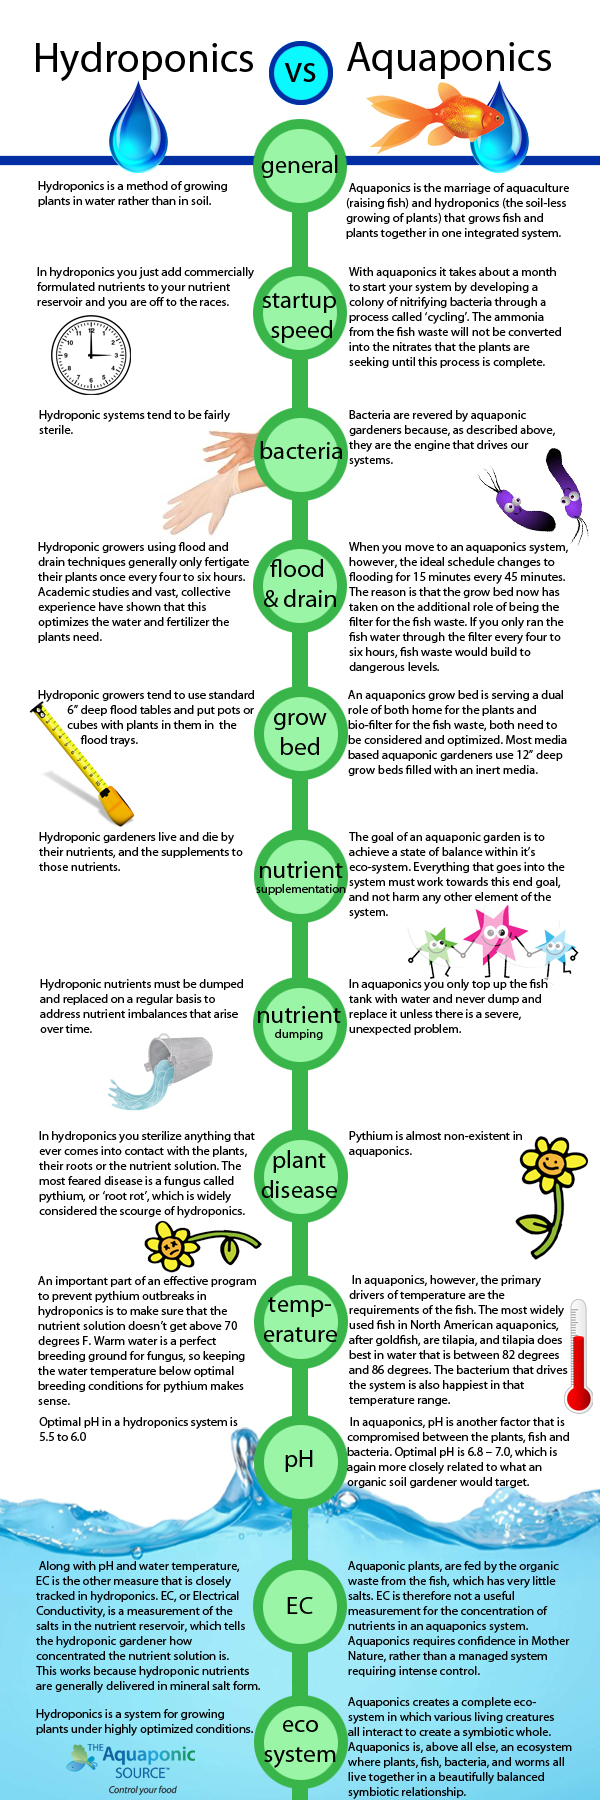 Hydroponics
vs
Aquaponics
general
Hydroponics is a method of growing
plants in water rather than in soil.
Aquaponics is the marriage of aquaculture
(raising fish) and hydroponics (the soil-less
growing of plants) that grows fish and
plants together in one integrated system.
startup
speed
In hydroponics you just add commercially
formulated nutrients to your nutrient
reservoir and you are off to the races.
12
1
2
3
4
5
6
7
8
9
10
11
With aquaponics it takes about a month
to start your system by developing a
colony of nitrifying bacteria through a
process called ‘cycling’. The ammonia
from the fish waste will not be converted
into the nitrates that the plants are
seeking until this process is complete.
bacteria
Hydroponic systems tend to be fairly
sterile.
Bacteria are revered by aquaponic
gardeners because, as described above,
they are the engine that drives our
systems.
flood
& drain
Hydroponic growers using flood and
drain techniques generally only fertigate
their plants once every four to six hours.
Academic studies and vast, collective
experience have shown that this
optimizes the water and fertilizer the
plants need.
When you move to an aquaponics system,
however, the ideal schedule changes to
flooding for 15 minutes every 45 minutes.
The reason is that the grow bed now has
taken on the additional role of being the
filter for the fish waste. If you only ran the
fish water through the filter every four to
six hours, fish waste would build to
dangerous levels.
grow
bed
Hydroponic growers tend to use standard
6” deep flood tables and put pots or
cubes with plants in them in the
flood trays.
An aquaponics grow bed is serving a dual
role of both home for the plants and
bio-filter for the fish waste, both need to
be considered and optimized. Most media
based aquaponic gardeners use 12” deep
grow beds filled with an inert media.
nutrient
supplementation
Hydroponic gardeners live and die by
their nutrients, and the supplements to
those nutrients.
The goal of an aquaponic garden is to
achieve a state of balance within it’s
eco-system. Everything that goes into the
system must work towards this end goal,
and not harm any other element of the
system.
nutrient
dumping
Hydroponic nutrients must be dumped
and replaced on a regular basis to
address nutrient imbalances that arise
over time.
In aquaponics you only top up the fish
tank with water and never dump and
replace it unless there is a severe,
unexpected problem.
plant
disease
In hydroponics you sterilize anything that
ever comes into contact with the plants,
their roots or the nutrient solution. The
most feared disease is a fungus called
pythium, or ‘root rot’, which is widely
considered the scourge of hydroponics.
Pythium is almost non-existent in
aquaponics.
temp-
erature
An important part of an effective program
to prevent pythium outbreaks in
hydroponics is to make sure that the
nutrient solution doesn’t get above 70
degrees F. Warm water is a perfect
breeding ground for fungus, so keeping
the water temperature below optimal
breeding conditions for pythium makes
sense.
In aquaponics, however, the primary
drivers of temperature are the
requirements of the fish. The most widely
used fish in North American aquaponics,
after goldfish, are tilapia, and tilapia does
best in water that is between 82 degrees
and 86 degrees. The bacterium that drives
the system is also happiest in that
temperature range.
pH
Optimal pH in a hydroponics system is
5.5 to 6.0
In aquaponics, pH is another factor that is
compromised between the plants, fish and
bacteria. Optimal pH is 6.8 – 7.0, which is
again more closely related to what an
organic soil gardener would target.
EC
Along with pH and water temperature,
EC is the other measure that is closely
tracked in hydroponics. EC, or Electrical
Conductivity, is a measurement of the
salts in the nutrient reservoir, which tells
the hydroponic gardener how
concentrated the nutrient solution is.
This works because hydroponic nutrients
are generally delivered in mineral salt form.
Aquaponic plants, are fed by the organic
waste from the fish, which has very little
salts. EC is therefore not a useful
measurement for the concentration of
nutrients in an aquaponics system.
Aquaponics requires confidence in Mother
Nature, rather than a managed system
requiring intense control.
eco
system
Hydroponics is a system for growing
plants under highly optimized conditions.
Aquaponics creates a complete eco-
system in which various living creatures
all interact to create a symbiotic whole.
Aquaponics is, above all else, an ecosystem
where plants, fish, bacteria, and worms all
live together in a beautifully balanced
symbiotic relationship.
THE
Aquaponic
SOURCE™
Control your food